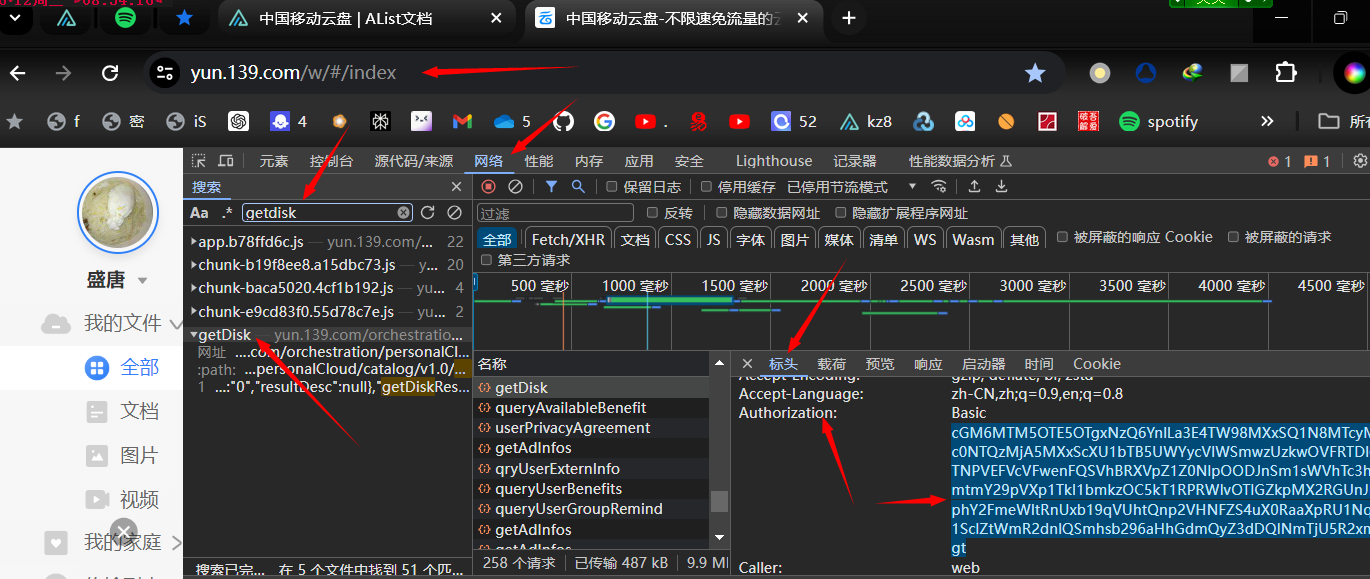 中国移动云盘 | AList文档
中国移动云盘-不限速免流量的云
yun.139.com/w/#/index
f
密
iS
4
5
.
52
kz8
spotify
所有
元素 控制台 源代码/来源 网络 性能 内存 应用 安全 Lighthouse 记录器 性能数据分析
1
1
搜索
保留日志 停用缓存 已停用节流模式
Aa .* getdisk
过滤 反转 隐藏数据网址 隐藏扩展程序网址
全部 Fetch/XHR 文档 CSS JS 字体 图片 媒体 清单 WS Wasm 其他 被屏蔽的响应 Cookie 被屏蔽的请求
第三方请求
app.b78ffd6c.js — yun.139.com/... 22
chunk-b19f8ee8.a15dbc73.js — y... 20
chunk-baca5020.4cf1b192.js — yu... 4
chunk-e9cd83f0.55d78c7e.js — yu... 2
getDisk — yun.139.com/orchestratio...
网址 ....com/orchestration/personalCl...
:path: ...personalCloud/catalog/v1.0/...
1 ...:"0","resultDesc":null},"getDiskRes...
搜索已完... 在 5 个文件中找到 51 个匹...
500 毫秒 1000 毫秒 1500 毫秒 2000 毫秒 2500 毫秒 3000 毫秒 3500 毫秒 4000 毫秒 4500 毫秒
盛唐
我的文件
全部
文档
图片
视频
我的家庭
名称
getDisk
queryAvailableBenefit
userPrivacyAgreement
getAdInfos
qryUserExternInfo
queryUserBenefits
queryUserGroupRemind
getAdInfos
getAdInfos
258 个请求 已传输 487 kB 9.9 M
标头 载荷 预览 响应 启动器 时间 Cookie
Accept-Encoding: gzip, deflate, br, zstd
Accept-Language: zh-CN,zh;q=0.9,en;q=0.8
Authorization: Basic
gt
Caller: web